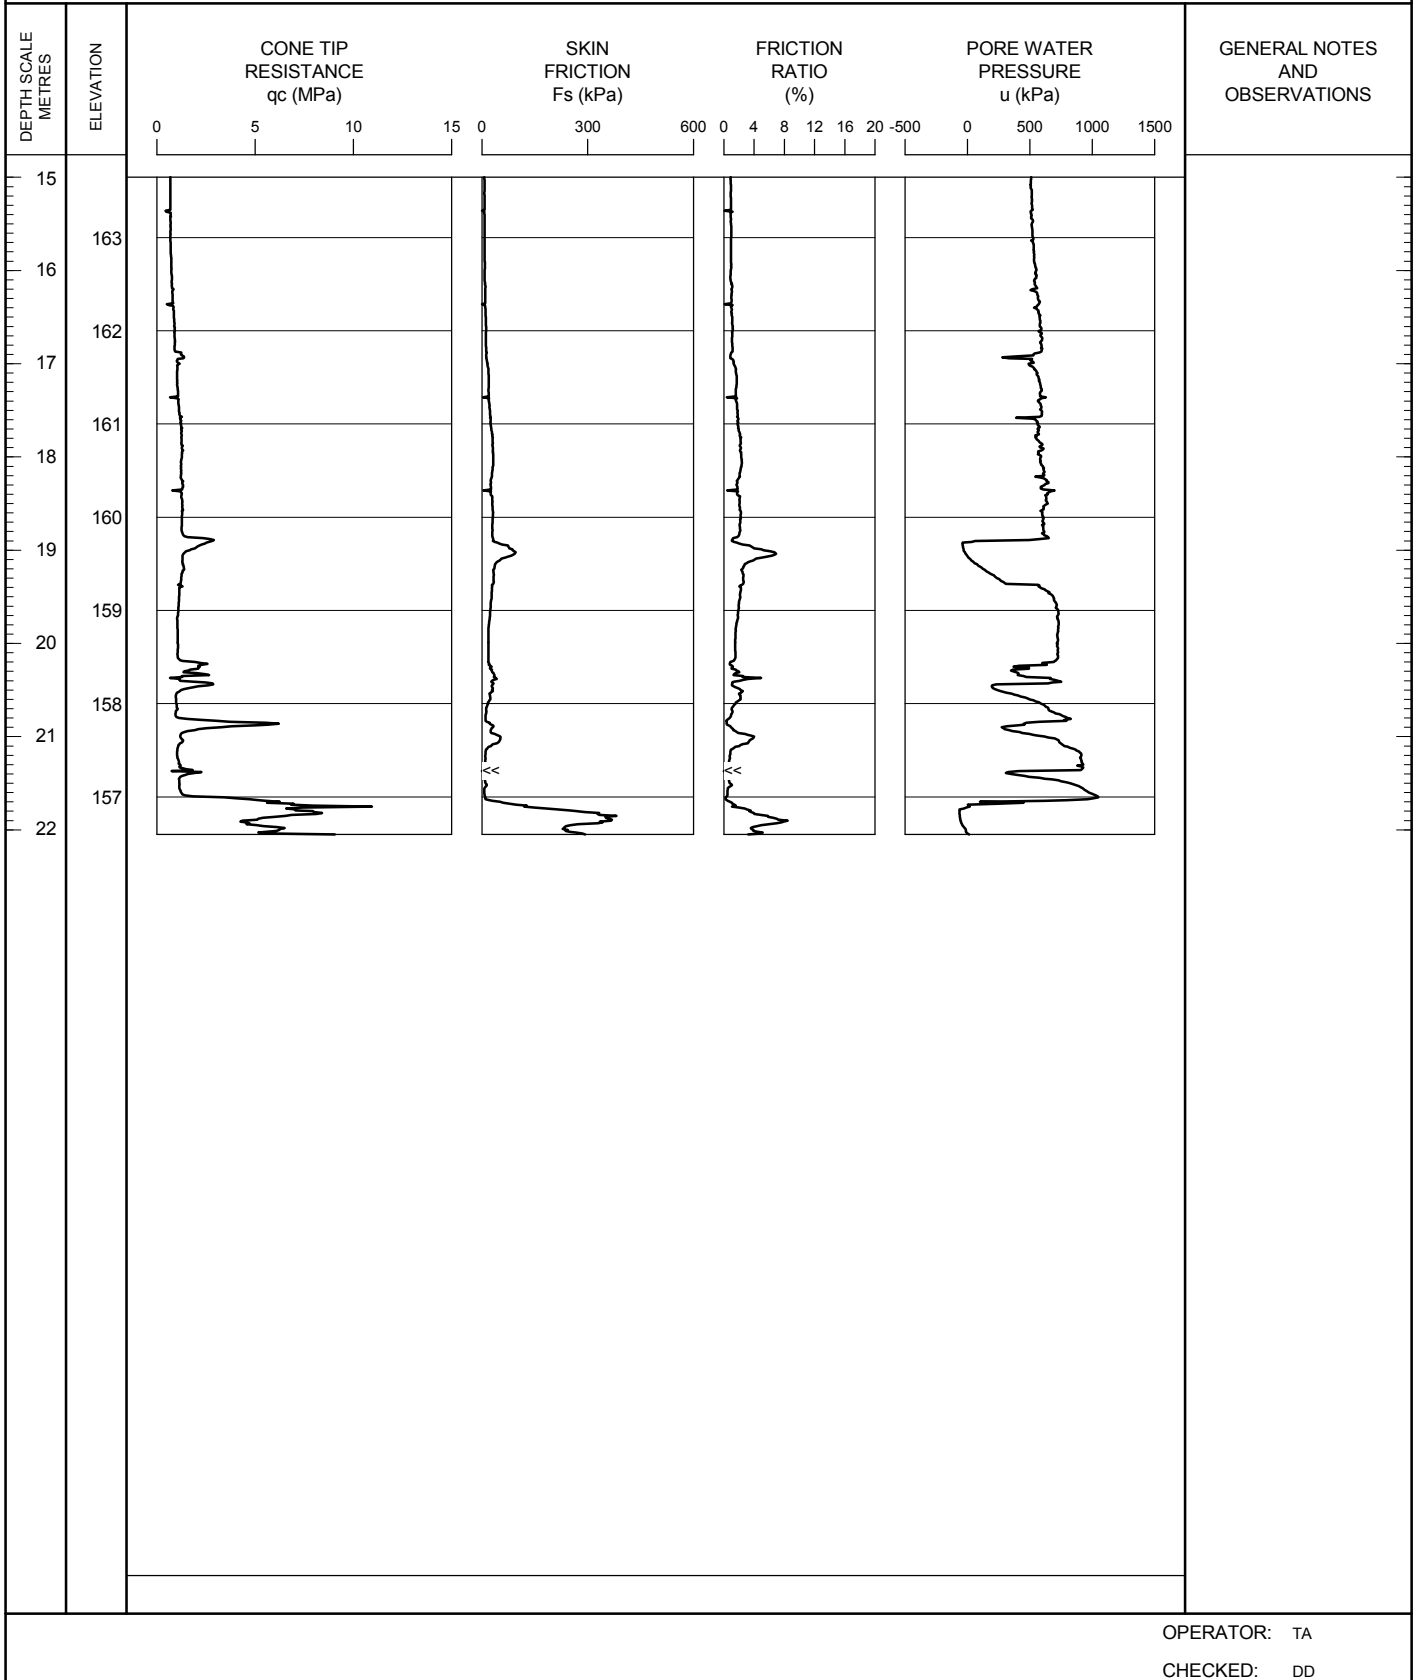 DEPTH SCALE
METRES
ELEVATION
CONE TIP
RESISTANCE
qc (MPa)
SKIN
FRICTION
Fs (kPa)
FRICTION
RATIO
(%)
PORE WATER
PRESSURE
u (kPa)
GENERAL NOTES
AND
OBSERVATIONS
0 5 10 15
0 300 600
0 4 8 12 16 20
-500 0 500 1000 1500
15
163
16
162
17
161
18
160
19
159
20
158
21
<< <<
157
22
OPERATOR: TA
CHECKED: DD